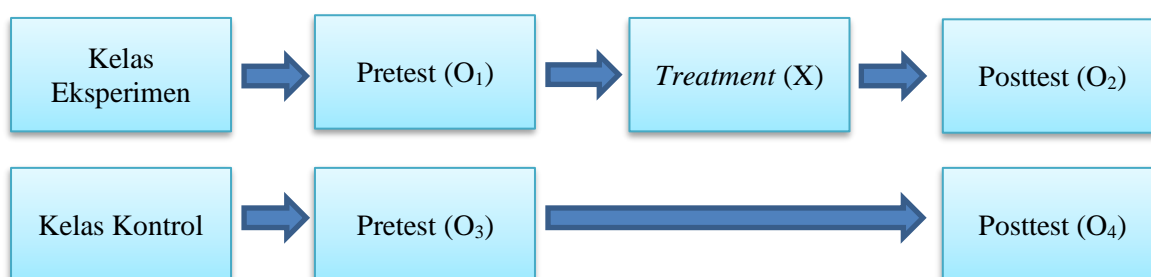 Kelas
Eksperimen
Pretest (O₁)
Treatment (X)
Posttest (O₂)
Kelas Kontrol
Pretest (O₃)
Posttest (O₄)